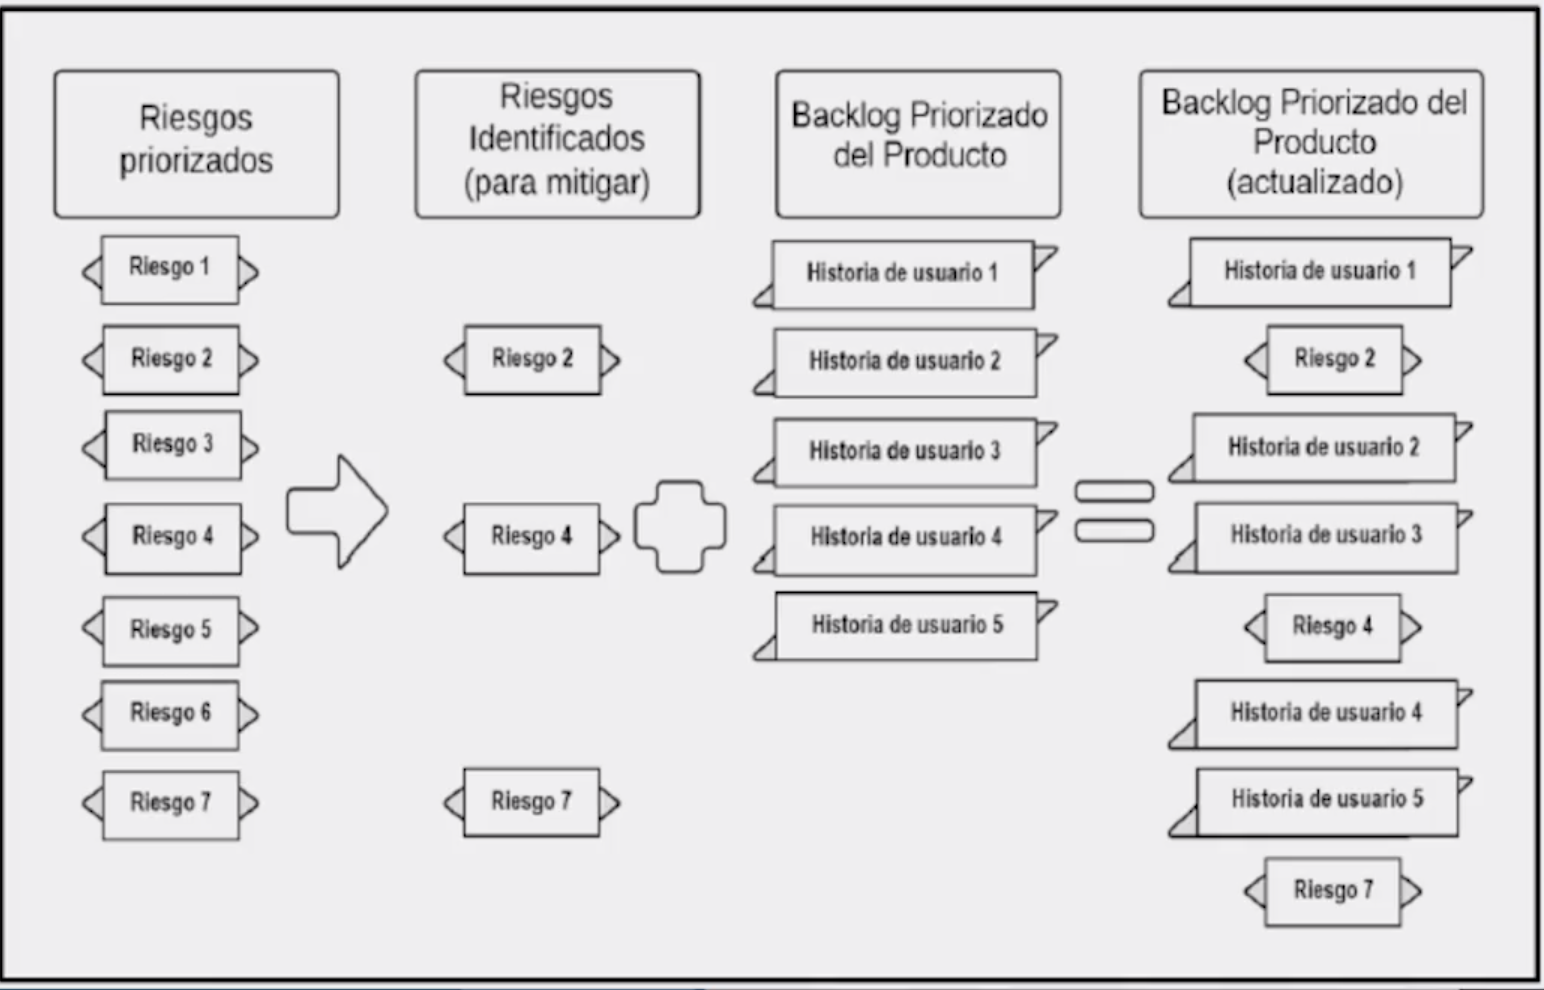 Riesgos
priorizados
Riesgo 1
Riesgo 2
Riesgo 3
Riesgo 4
Riesgo 5
Riesgo 6
Riesgo 7
Riesgos
Identificados
(para mitigar)
Riesgo 2
Riesgo 4
Riesgo 7
Backlog Priorizado
del Producto
Historia de usuario 1
Historia de usuario 2
Historia de usuario 3
Historia de usuario 4
Historia de usuario 5
Backlog Priorizado del
Producto
(actualizado)
Historia de usuario 1
Riesgo 2
Historia de usuario 2
Historia de usuario 3
Riesgo 4
Historia de usuario 4
Historia de usuario 5
Riesgo 7